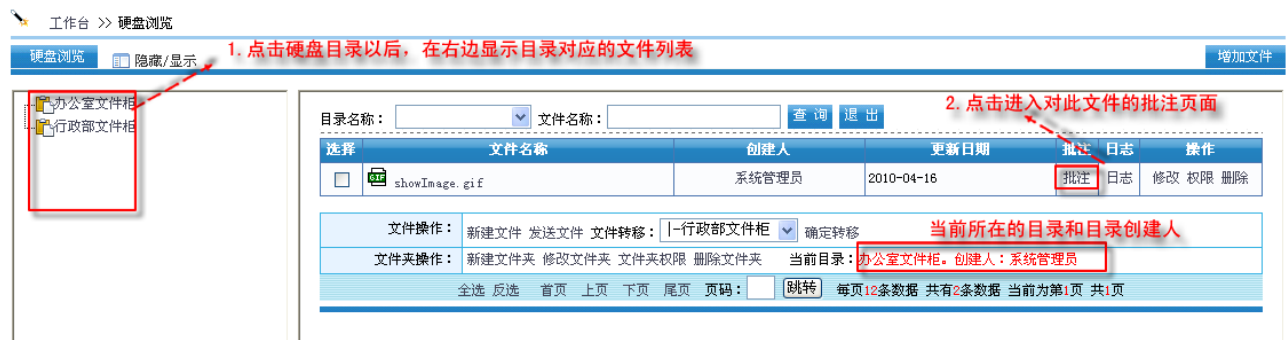 工作台 >> 硬盘浏览
硬盘浏览 隐藏/显示 1. 点击硬盘目录以后，在右边显示目录对应的文件列表 增加文件
办公室文件柜
行政部文件柜
2. 点击进入对此文件的批注页面
目录名称： 文件名称： 查 询 退 出
选择 文件名称 创建人 更新日期 批注 日志 操作
GIF showImage.gif 系统管理员 2010-04-16 批注 日志 修改 权限 删除
当前所在的目录和目录创建人
文件操作： 新建文件 发送文件 文件转移： |-行政部文件柜 确定转移
文件夹操作： 新建文件夹 修改文件夹 文件夹权限 删除文件夹 当前目录：办公室文件柜。创建人：系统管理员
全选 反选 首页 上页 下页 尾页 页码： 跳转 每页12条数据 共有2条数据 当前为第1页 共1页